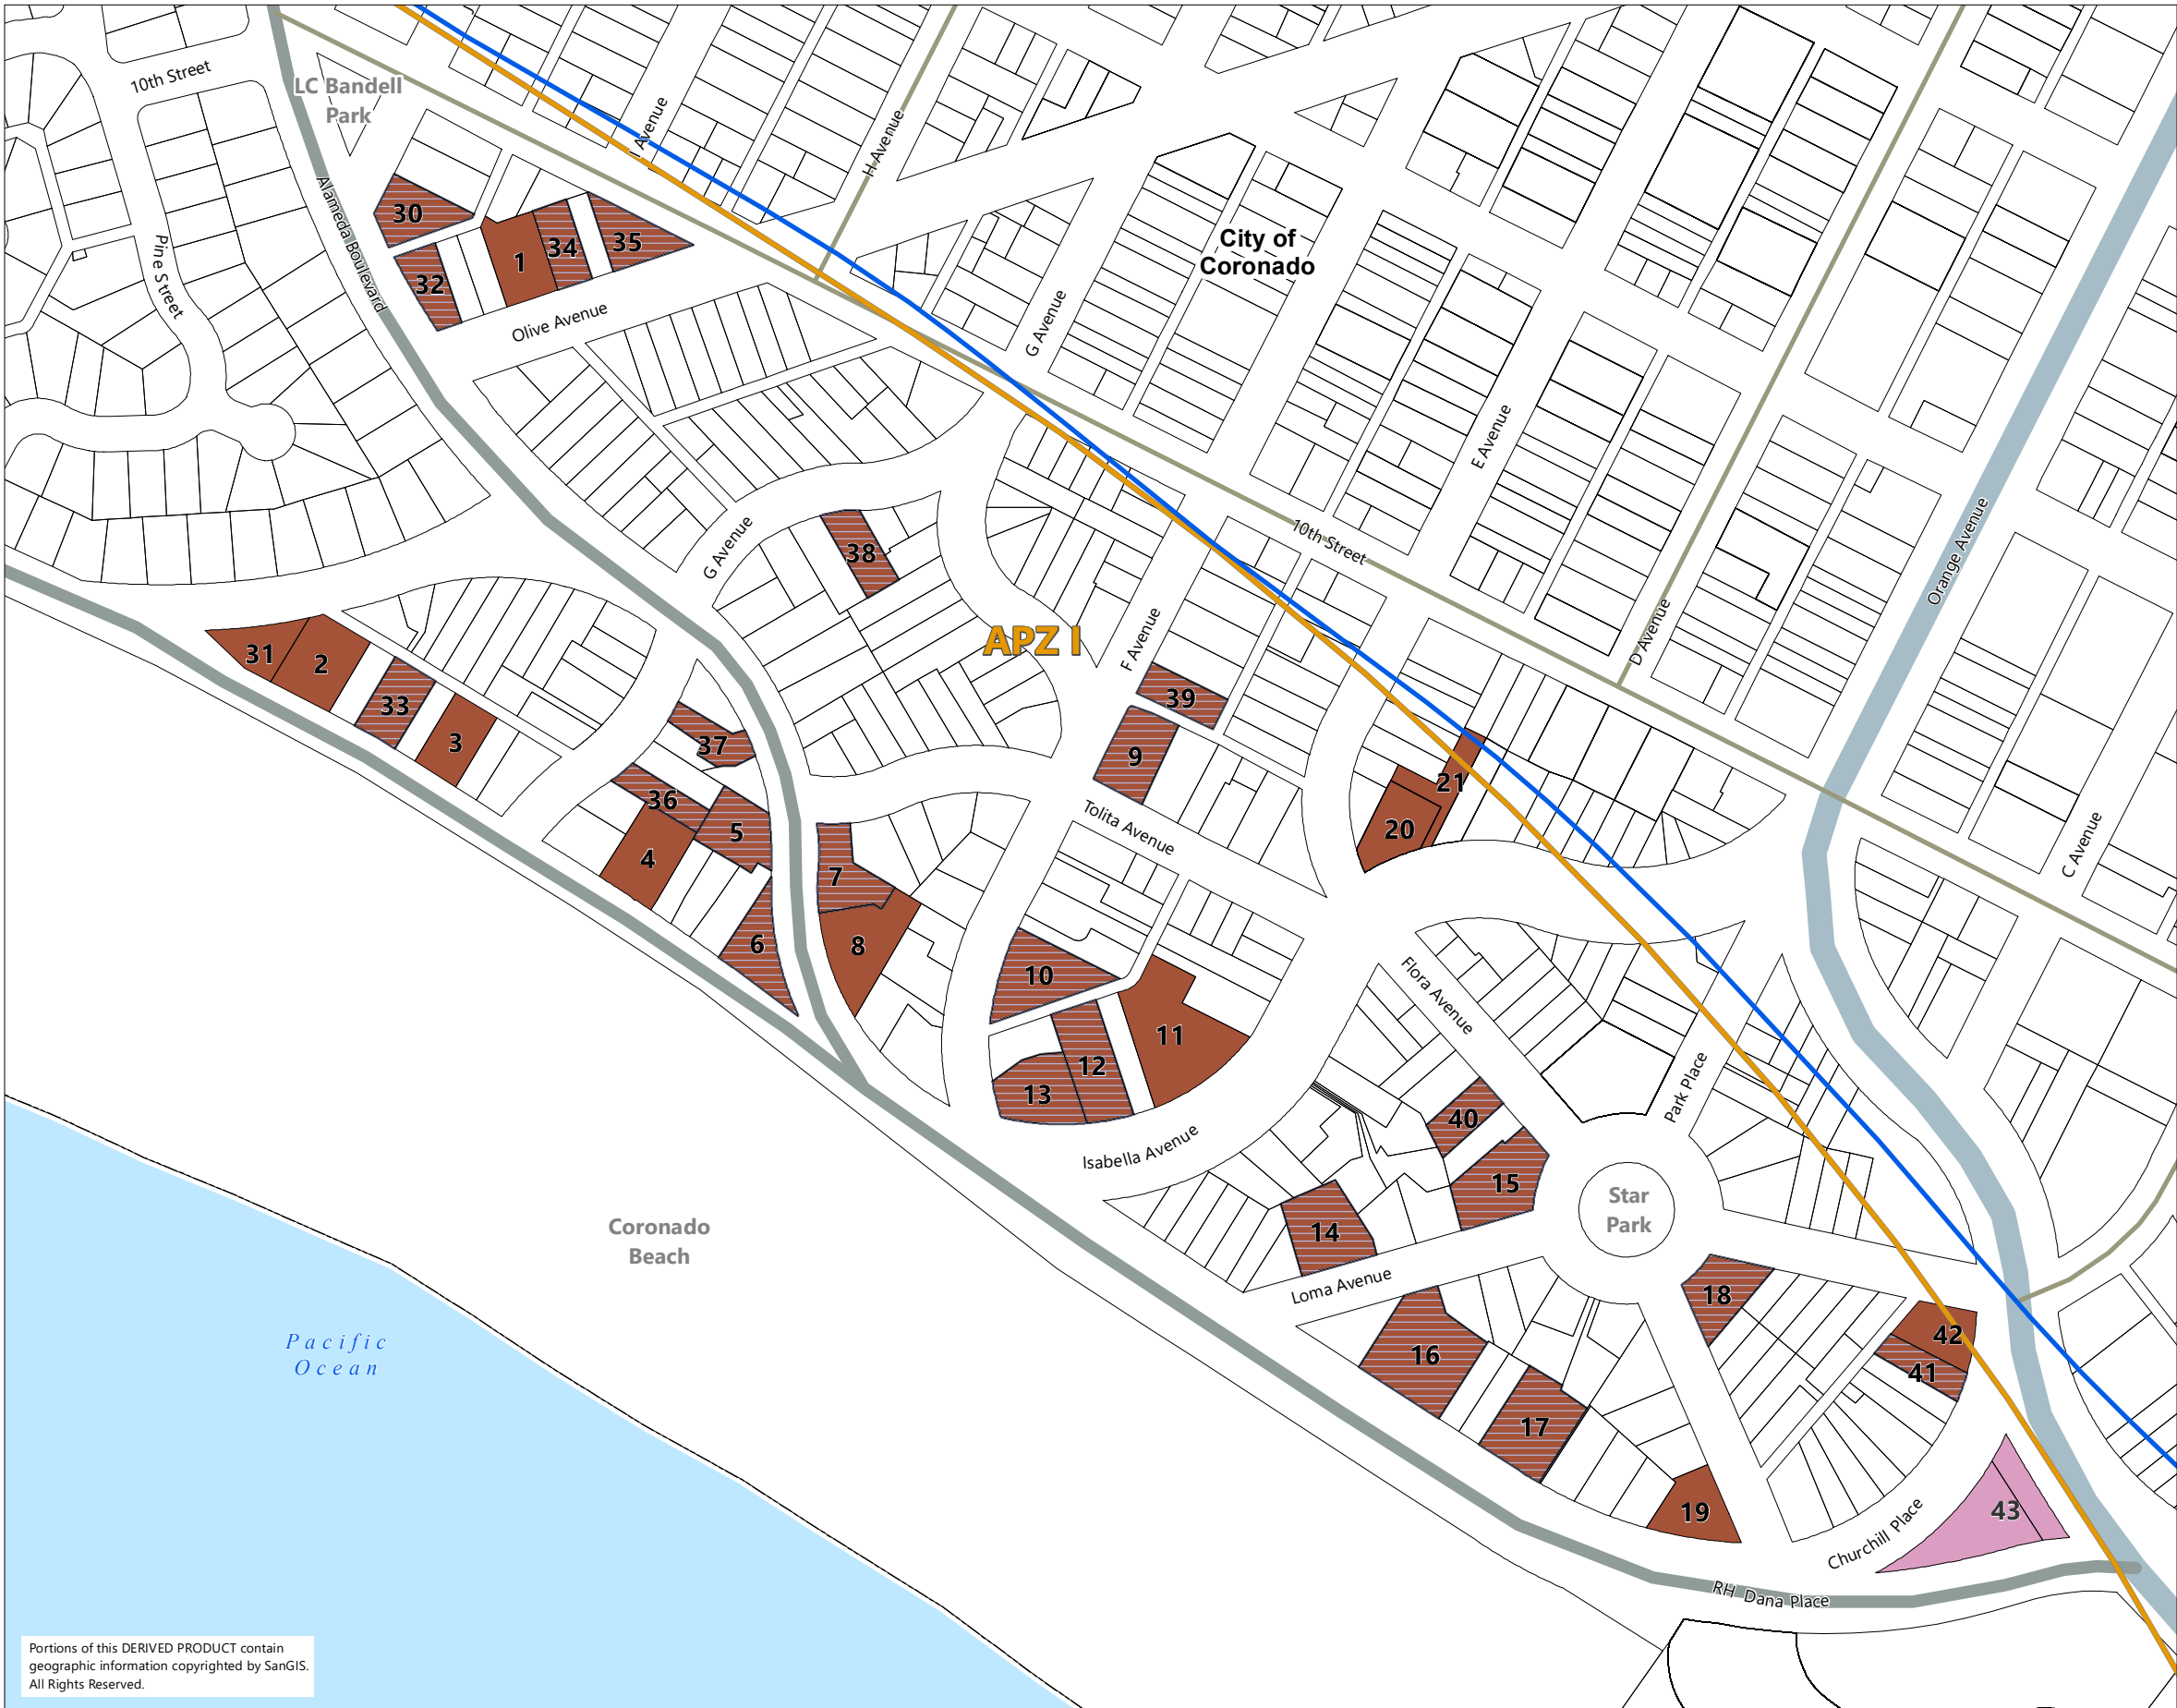 10th Street
LC Bandell
Park
Avenue
H Avenue
Alameda Boulevard
Pine Street
30
1
34
35
32
Olive Avenue
City of
Coronado
G Avenue
E Avenue
10th Street
Orange Avenue
D Avenue
C Avenue
G Avenue
38
APZ I
F Avenue
31
2
33
3
39
37
9
36
5
4
21
20
Tolita Avenue
7
6
8
10
11
12
13
Flora Avenue
Park Place
40
Isabella Avenue
15
14
Star
Park
Loma Avenue
Coronado
Beach
18
42
41
16
17
Pacific
Ocean
19
43
Churchill Place
RH Dana Place
Portions of this DERIVED PRODUCT contain
geographic information copyrighted by SanGIS.
All Rights Reserved.